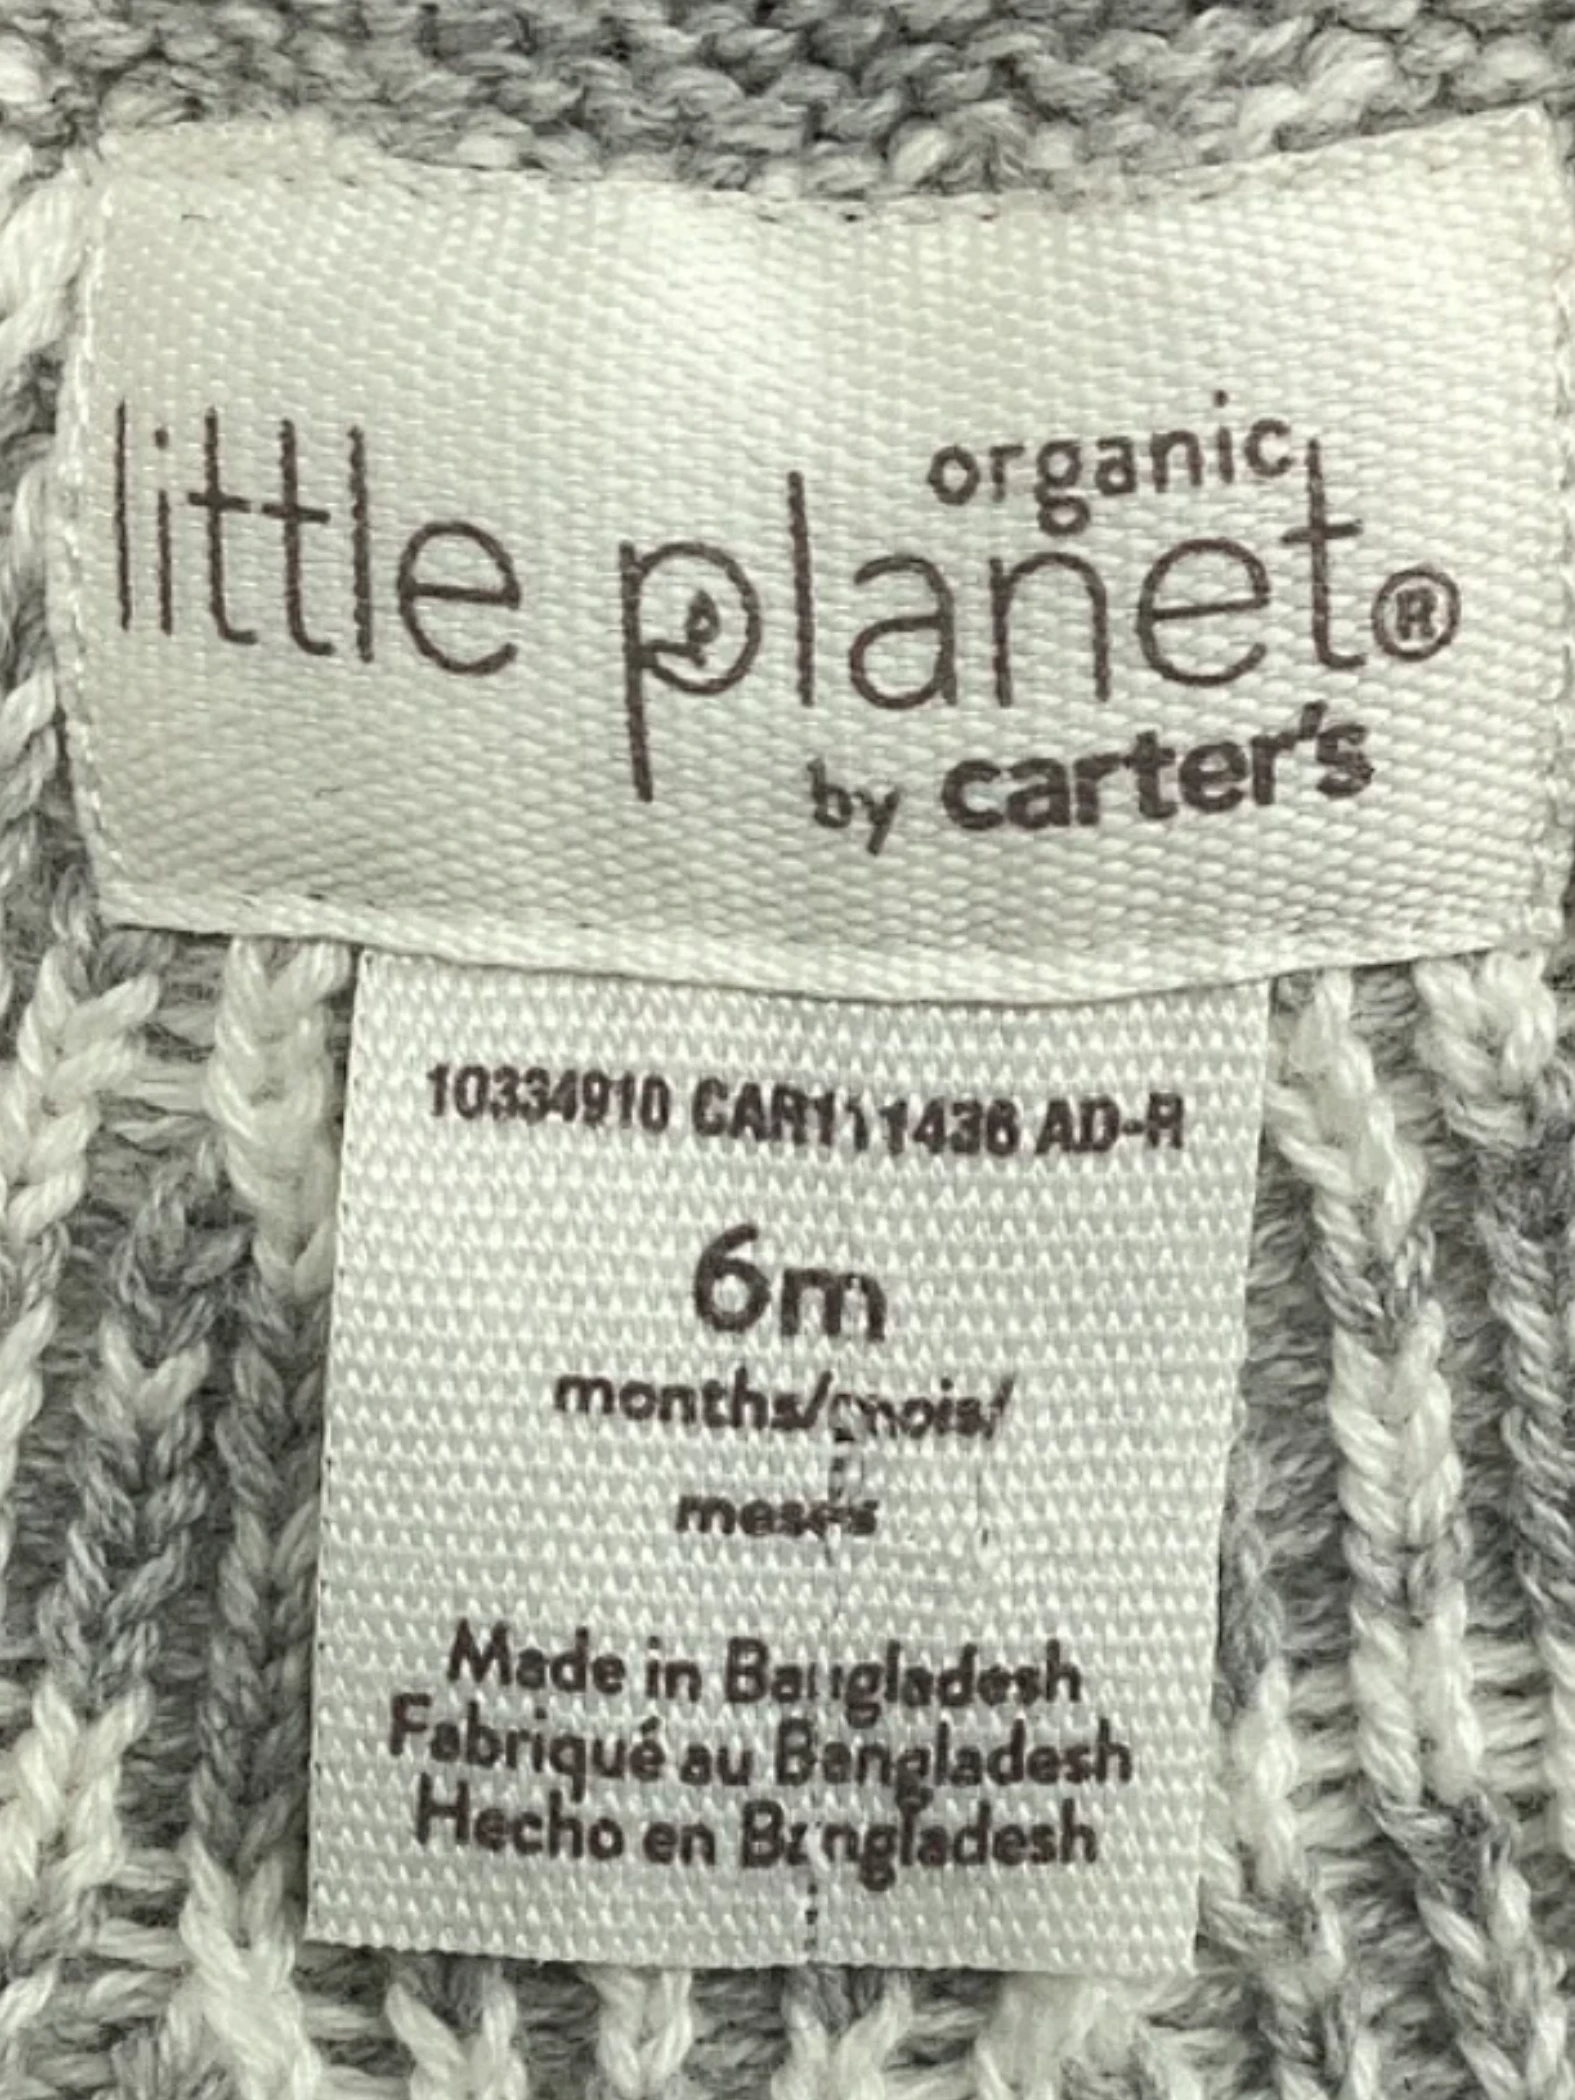 little planet®
organic
by carter's
10334910 CAR111436 AD-R
6m
months/mois/
meses
Made in Bangladesh
Fabriqué au Bangladesh
Hecho en Bangladesh